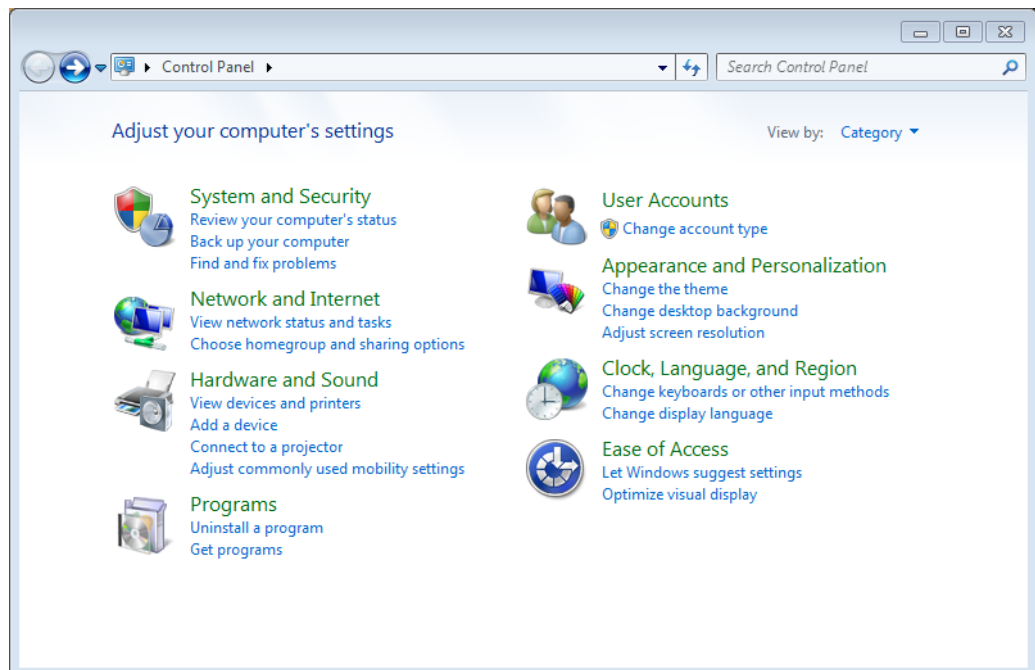 Control Panel
Search Control Panel
Adjust your computer's settings
View by: Category
System and Security
Review your computer's status
Back up your computer
Find and fix problems
Network and Internet
View network status and tasks
Choose homegroup and sharing options
Hardware and Sound
View devices and printers
Add a device
Connect to a projector
Adjust commonly used mobility settings
Programs
Uninstall a program
Get programs
User Accounts
Change account type
Appearance and Personalization
Change the theme
Change desktop background
Adjust screen resolution
Clock, Language, and Region
Change keyboards or other input methods
Change display language
Ease of Access
Let Windows suggest settings
Optimize visual display